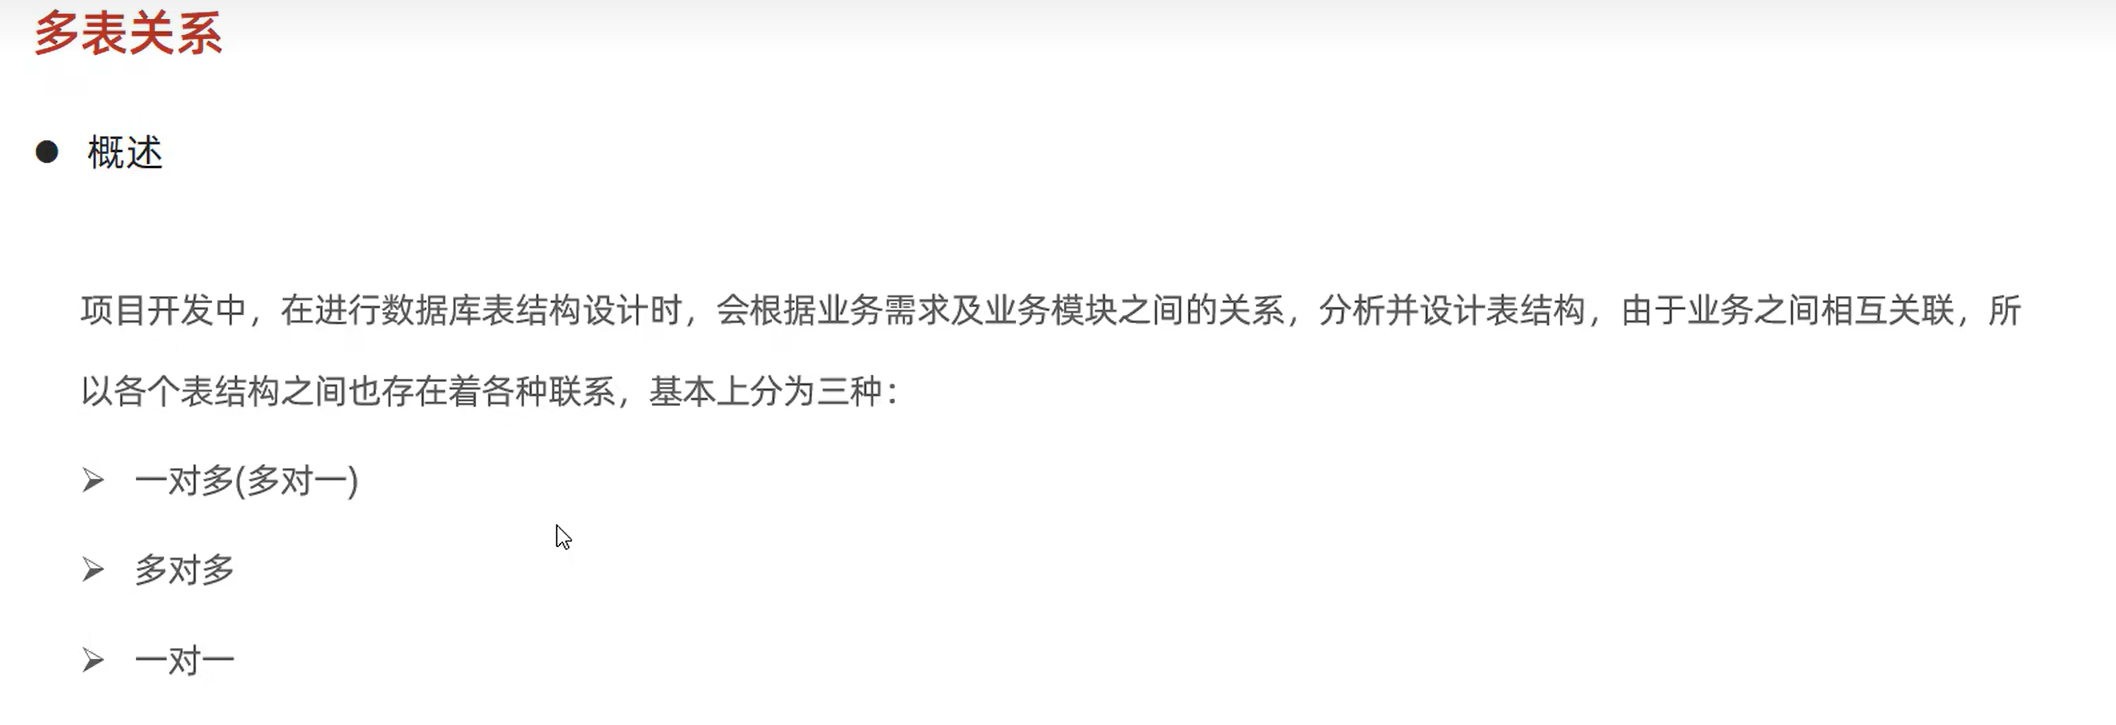 多表关系
● 概述
项目开发中，在进行数据库表结构设计时，会根据业务需求及业务模块之间的关系，分析并设计表结构，由于业务之间相互关联，所
以各个表结构之间也存在着各种联系，基本上分为三种：
➢ 一对多(多对一)
➢ 多对多
➢ 一对一